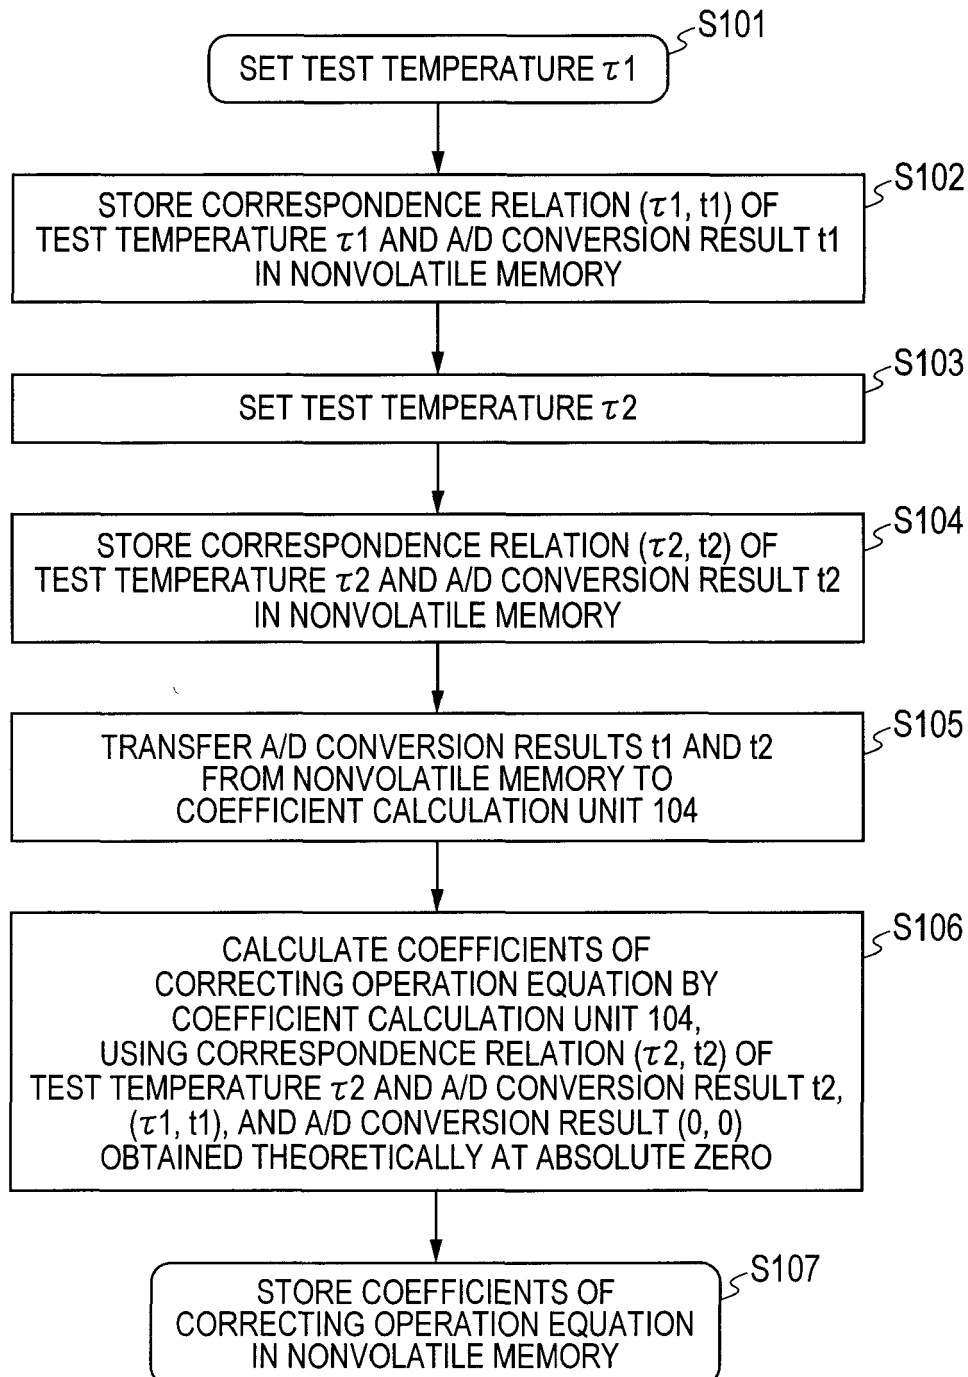 S101
SET TEST TEMPERATURE τ1
S102
STORE CORRESPONDENCE RELATION (τ1, t1) OF
TEST TEMPERATURE τ1 AND A/D CONVERSION RESULT t1
IN NONVOLATILE MEMORY
S103
SET TEST TEMPERATURE τ2
S104
STORE CORRESPONDENCE RELATION (τ2, t2) OF
TEST TEMPERATURE τ2 AND A/D CONVERSION RESULT t2
IN NONVOLATILE MEMORY
S105
TRANSFER A/D CONVERSION RESULTS t1 AND t2
FROM NONVOLATILE MEMORY TO
COEFFICIENT CALCULATION UNIT 104
S106
CALCULATE COEFFICIENTS OF
CORRECTING OPERATION EQUATION BY
COEFFICIENT CALCULATION UNIT 104,
USING CORRESPONDENCE RELATION (τ2, t2) OF
TEST TEMPERATURE τ2 AND A/D CONVERSION RESULT t2,
(τ1, t1), AND A/D CONVERSION RESULT (0, 0)
OBTAINED THEORETICALLY AT ABSOLUTE ZERO
S107
STORE COEFFICIENTS OF
CORRECTING OPERATION EQUATION
IN NONVOLATILE MEMORY